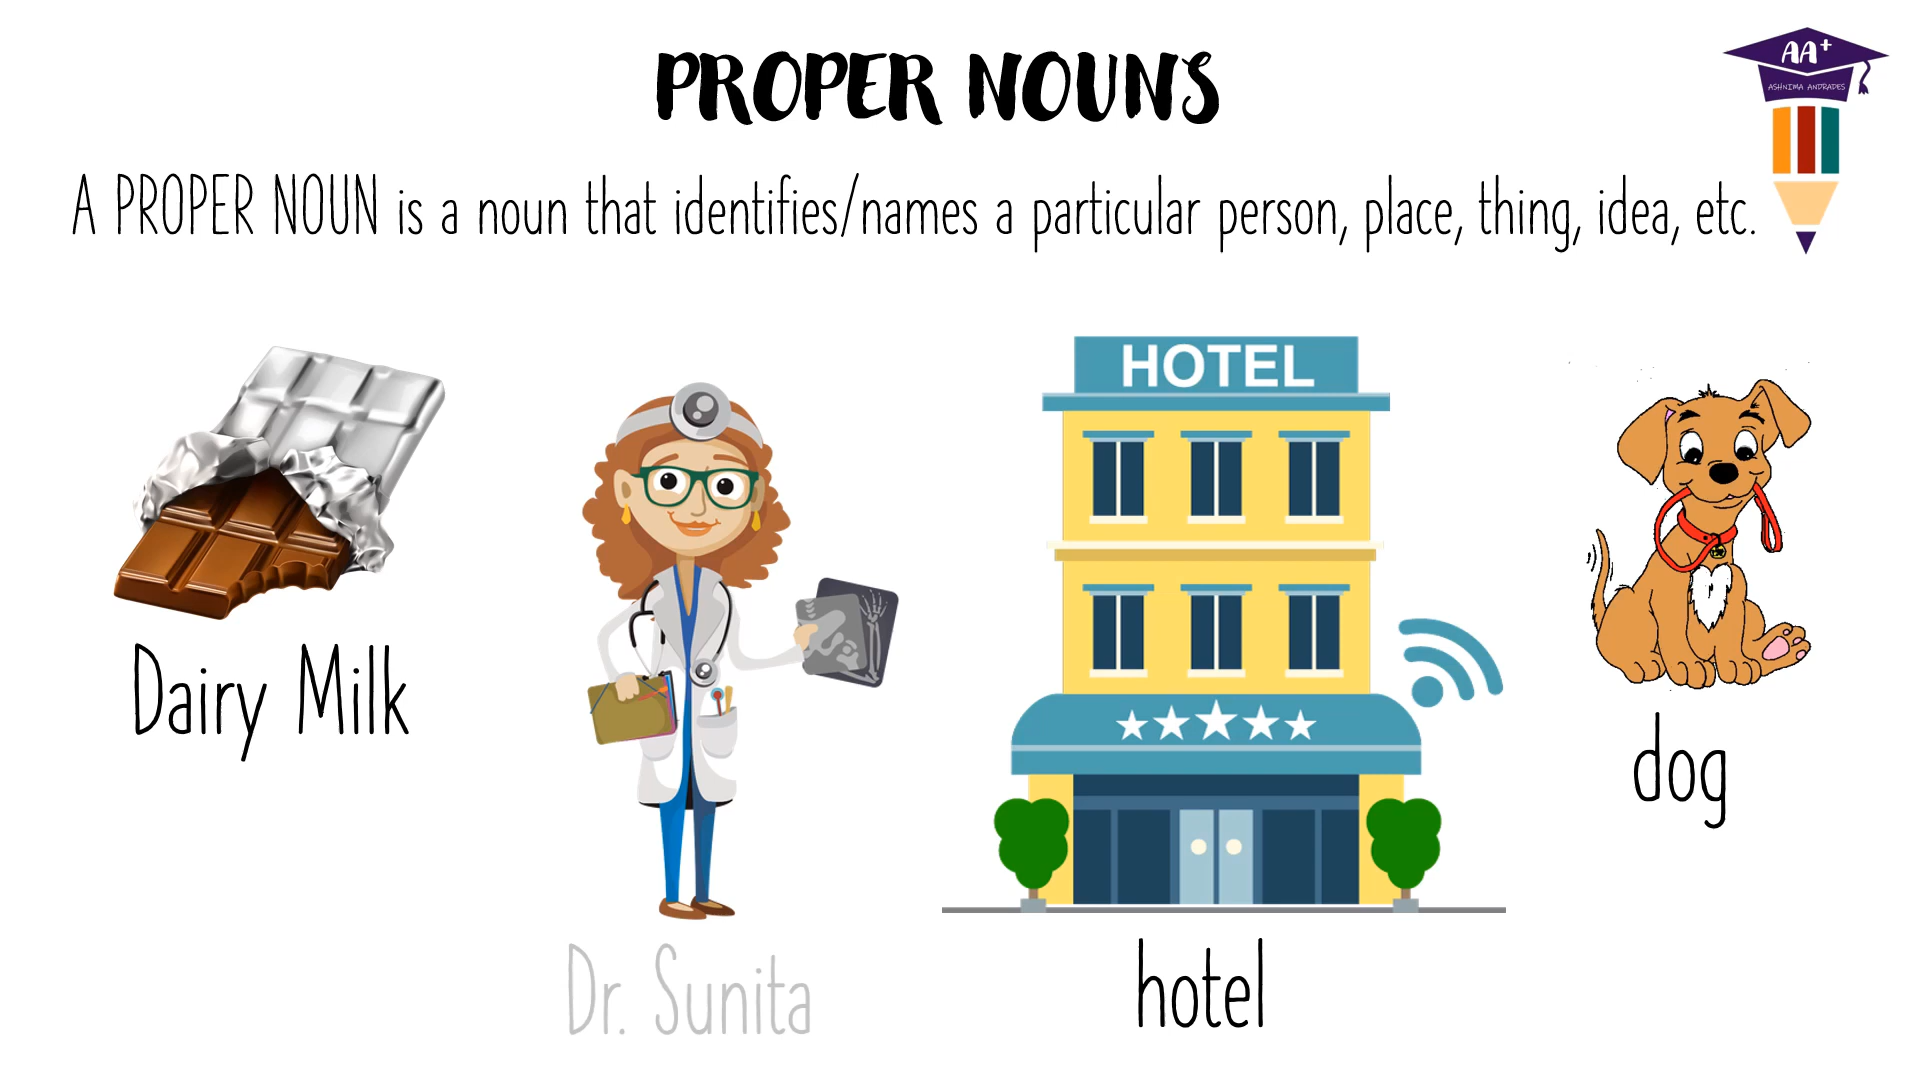 PROPER NOUNS
AA+
ASHNIMA ANDRADES
A PROPER NOUN is a noun that identifies/names a particular person, place, thing, idea, etc.
HOTEL
Dairy Milk
dog
Dr. Sunita
hotel